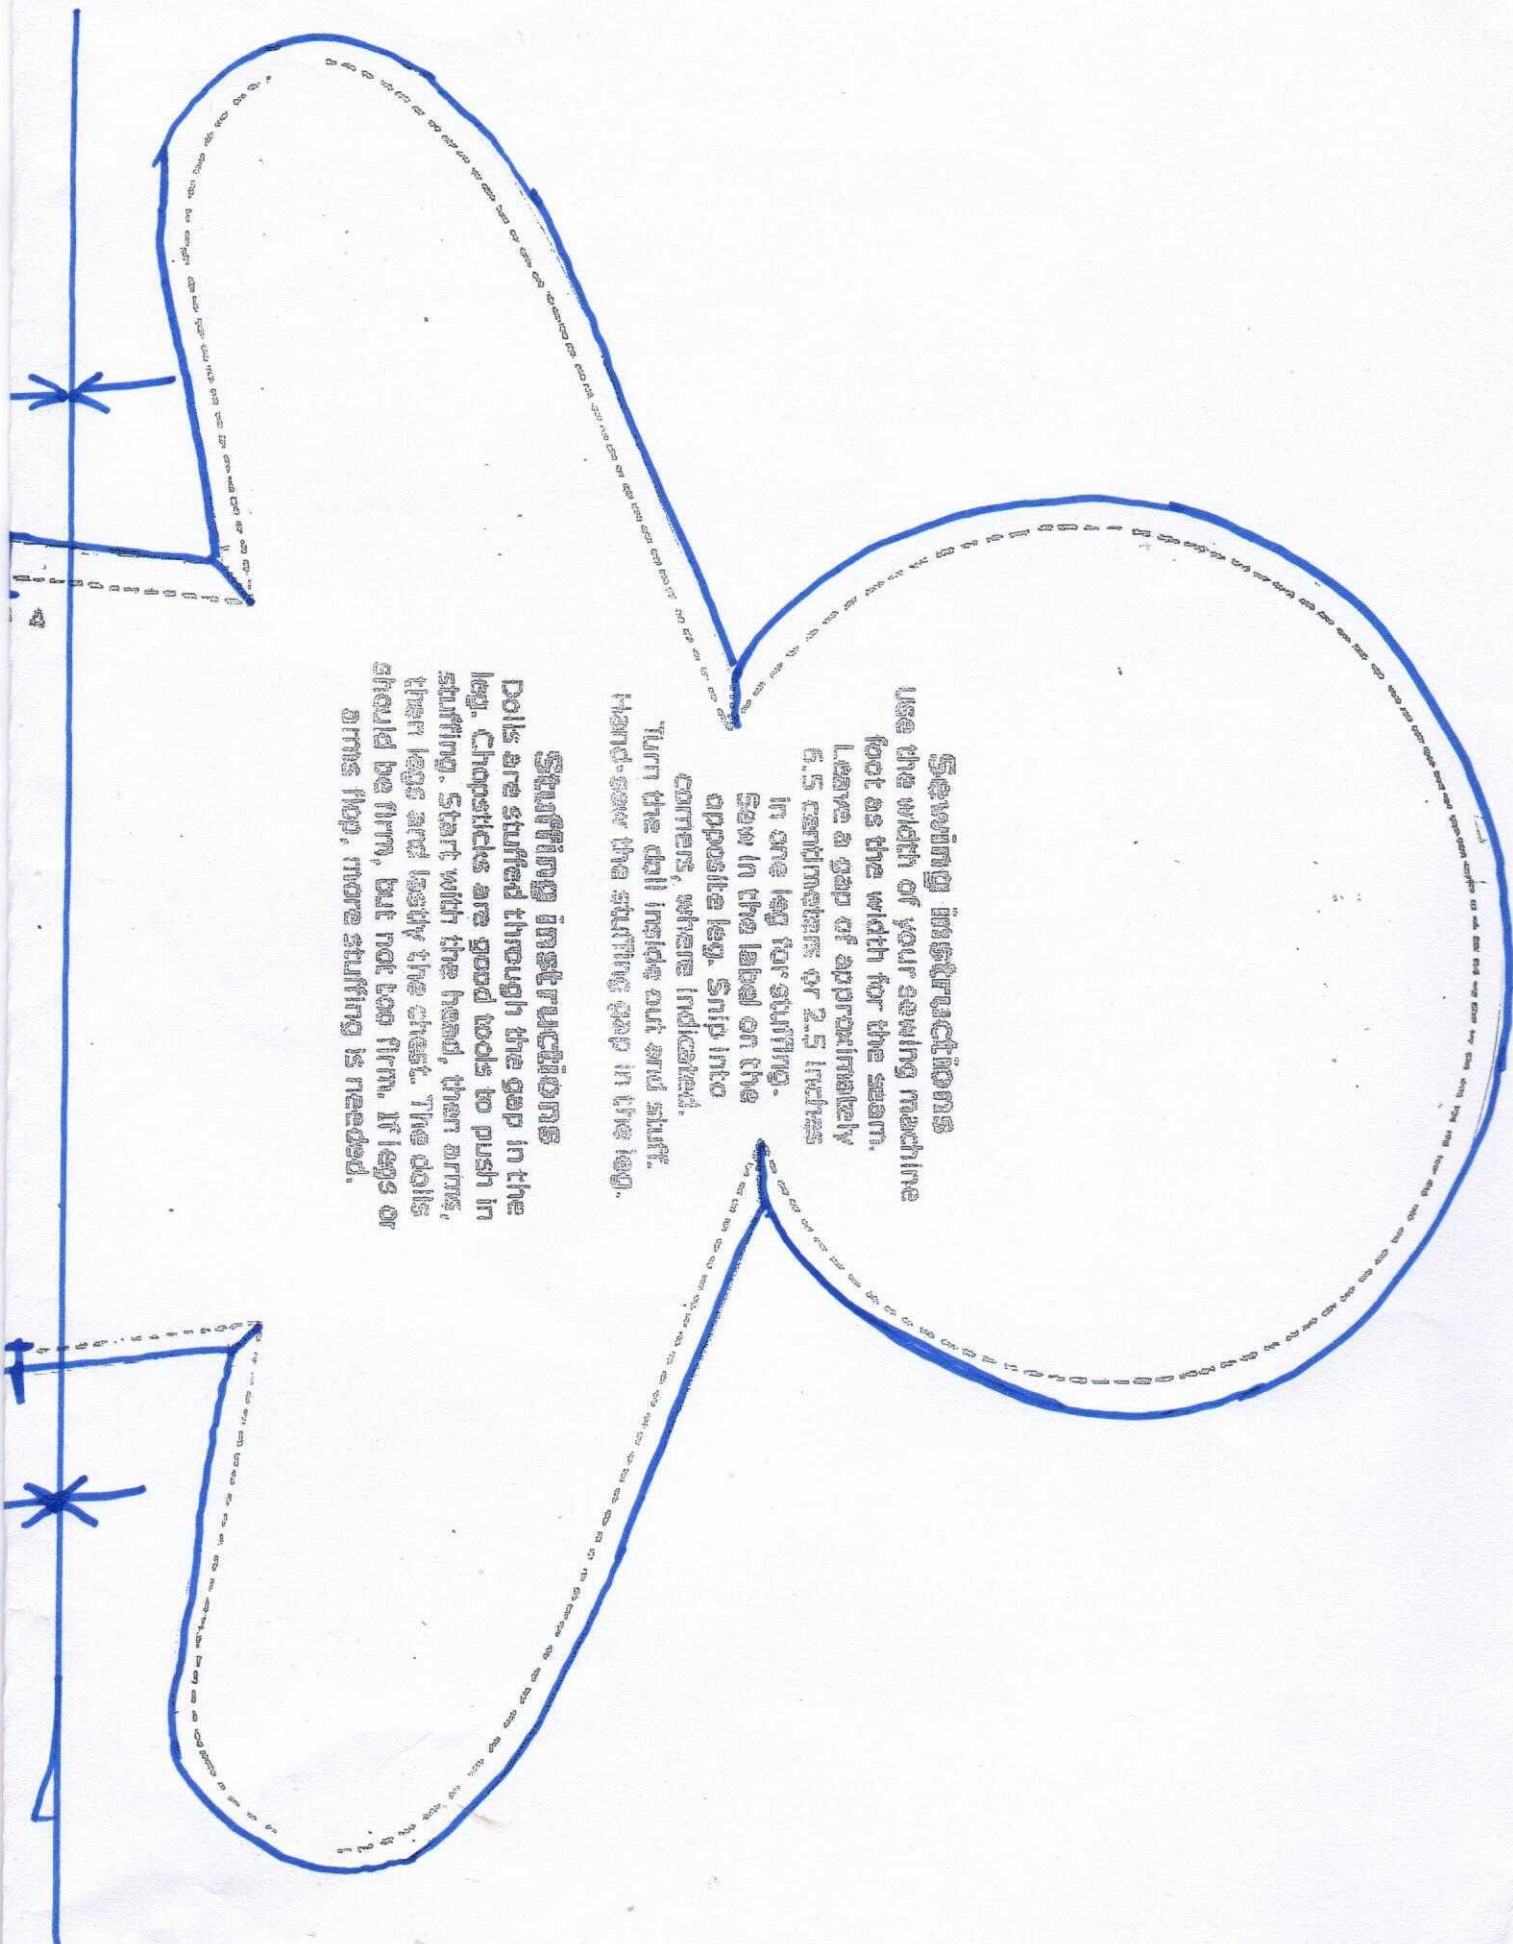 Sewing instructions
Use the width of your sewing machine
foot as the width for the seam.
Leave a gap of approximately
6.5 centimeters or 2.5 inches
in one leg for stuffing.
Sew in the label on the
opposite leg. Snip into
corners, where indicated.
Turn the doll inside out and stuff.
Hand-sew the stuffing gap in the leg.
Stuffing instructions
Dolls are stuffed through the gap in the
leg. Chopsticks are good tools to push in
stuffing. Start with the head, then arms,
then legs and lastly the chest. The dolls
should be firm, but not too firm. If legs or
arms flop, more stuffing is needed.